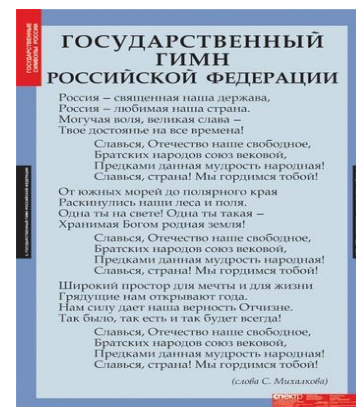 ГОСУДАРСТВЕННЫЕ
СИМВОЛЫ РОССИИ
ГОСУДАРСТВЕННЫЙ
ГИМН
РОССИЙСКОЙ ФЕДЕРАЦИИ
Россия – священная наша держава,
Россия – любимая наша страна.
Могучая воля, великая слава –
Твое достоянье на все времена!
Славься, Отечество наше свободное,
Братских народов союз вековой,
Предками данная мудрость народная!
Славься, страна! Мы гордимся тобой!
От южных морей до полярного края
Раскинулись наши леса и поля.
Одна ты на свете! Одна ты такая –
Хранимая Богом родная земля!
Славься, Отечество наше свободное,
Братских народов союз вековой,
Предками данная мудрость народная!
Славься, страна! Мы гордимся тобой!
Широкий простор для мечты и для жизни
Грядущие нам открывают года.
Нам силу дает наша верность Отчизне.
Так было, так есть и так будет всегда!
Славься, Отечество наше свободное,
Братских народов союз вековой,
Предками данная мудрость народная!
Славься, страна! Мы гордимся тобой!
(слова С. Михалкова)
спектр